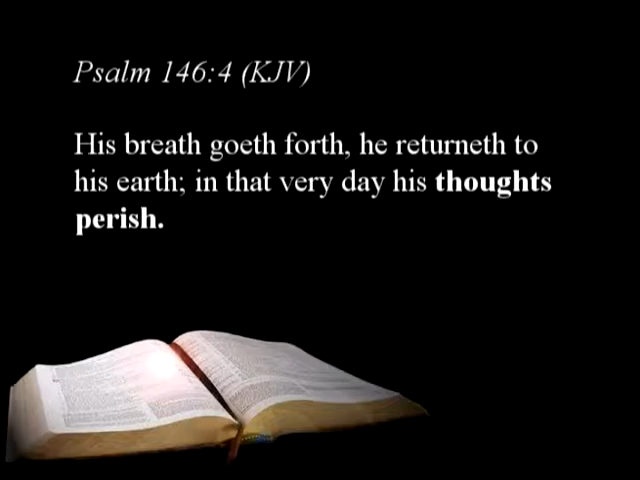 Psalm 146:4 (KJV)
His breath goeth forth, he returneth to
his earth; in that very day his thoughts
perish.